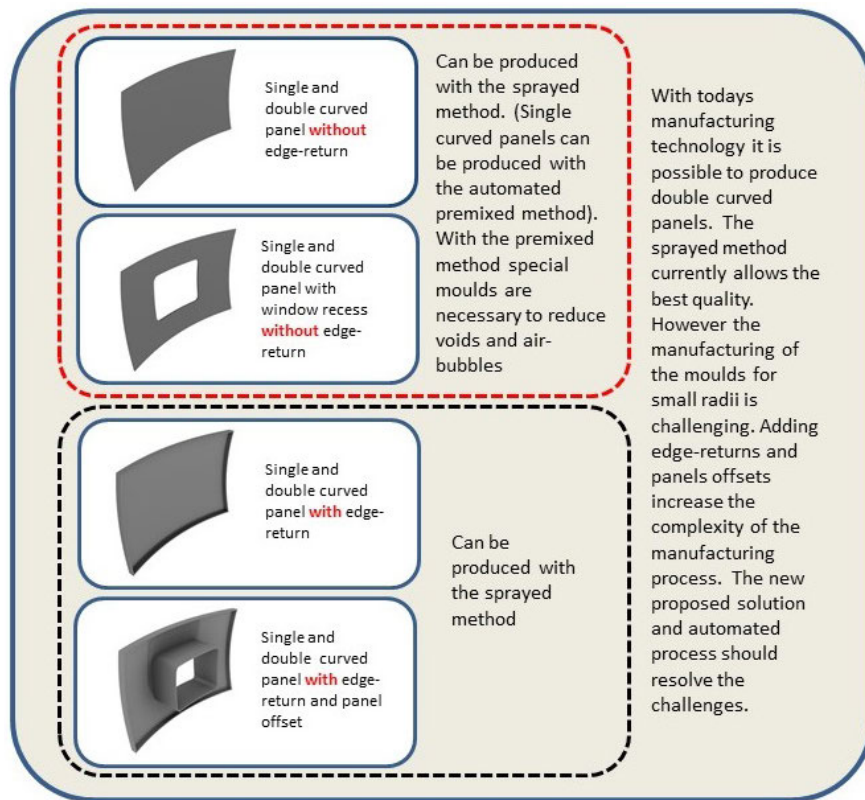 Single and
double curved
panel without
edge-return
Can be produced
with the sprayed
method. (Single
curved panels can
be produced with
the automated
premixed method).
With the premixed
method special
moulds are
necessary to reduce
voids and air-
bubbles
Single and
double curved
panel with
window recess
without edge-
return
Single and
double curved
panel with edge-
return
Can be
produced with
the sprayed
method
Single and
double curved
panel with edge-
return and panel
offset
With todays
manufacturing
technology it is
possible to produce
double curved
panels. The
sprayed method
currently allows the
best quality.
However the
manufacturing of
the moulds for
small radii is
challenging. Adding
edge-returns and
panels offsets
increase the
complexity of the
manufacturing
process. The new
proposed solution
and automated
process should
resolve the
challenges.